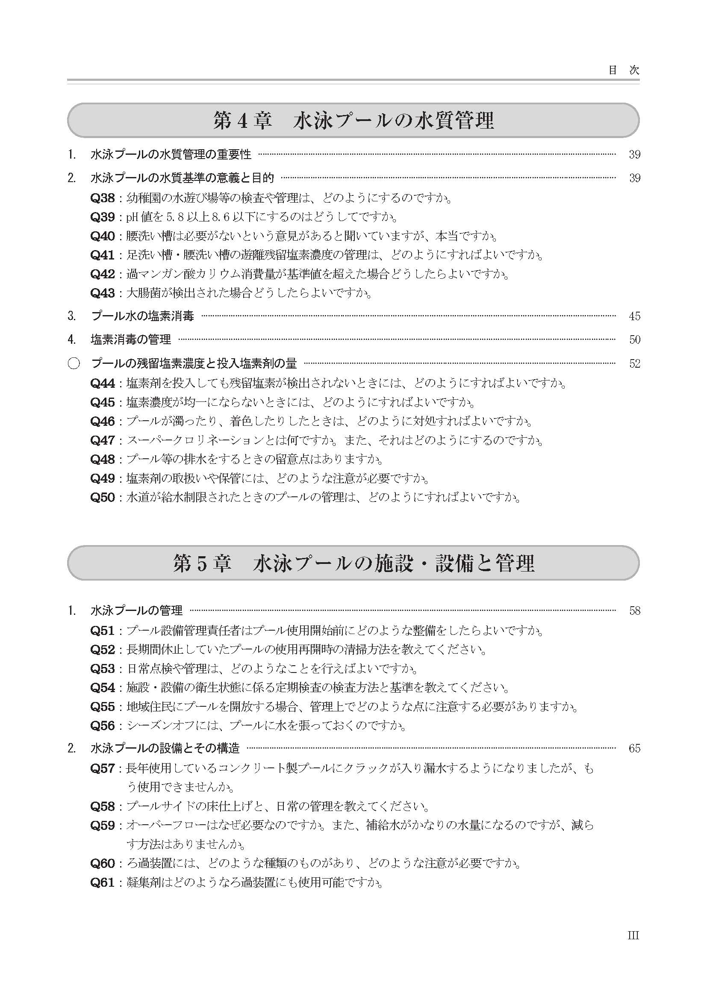 目　次
第 4 章　水泳プールの水質管理
1.　水泳プールの水質管理の重要性 …… 39
2.　水泳プールの水質基準の意義と目的 …… 39
Q38：幼稚園の水遊び場等の検査や管理は、どのようにするのですか。
Q39：pH値を 5.8 以上8.6 以下にするのはどうしてですか。
Q40：腰洗い槽は必要がないという意見があると聞いていますが、本当ですか。
Q41：足洗い槽・腰洗い槽の遊離残留塩素濃度の管理は、どのようにすればよいですか。
Q42：過マンガン酸カリウム消費量が基準値を超えた場合どうしたらよいですか。
Q43：大腸菌が検出された場合どうしたらよいですか。
3.　プール水の塩素消毒 …… 45
4.　塩素消毒の管理 …… 50
○　プールの残留塩素濃度と投入塩素剤の量 …… 52
Q44：塩素剤を投入しても残留塩素が検出されないときには、どのようにすればよいですか。
Q45：塩素濃度が均一にならないときには、どのようにすればよいですか。
Q46：プールが濁ったり、着色したりしたときは、どのように対処すればよいですか。
Q47：スーパークロリネーションとは何ですか。また、それはどのようにするのですか。
Q48：プール等の排水をするときの留意点はありますか。
Q49：塩素剤の取扱いや保管には、どのような注意が必要ですか。
Q50：水道が給水制限されたときのプールの管理は、どのようにすればよいですか。
第 5 章　水泳プールの施設・設備と管理
1.　水泳プールの管理 …… 58
Q51：プール設備管理責任者はプール使用開始前にどのような整備をしたらよいですか。
Q52：長期間休止していたプールの使用再開時の清掃方法を教えてください。
Q53：日常点検や管理は、どのようなことを行えばよいですか。
Q54：施設・設備の衛生状態に係る定期検査の検査方法と基準を教えてください。
Q55：地域住民にプールを開放する場合、管理上でどのような点に注意する必要がありますか。
Q56：シーズンオフには、プールに水を張っておくのですか。
2.　水泳プールの設備とその構造 …… 65
Q57：長年使用しているコンクリート製プールにクラックが入り漏水するようになりましたが、も
う使用できませんか。
Q58：プールサイドの床仕上げと、日常の管理を教えてください。
Q59：オーバーフローはなぜ必要なのですか。また、補給水がかなりの水量になるのですが、減ら
す方法はありませんか。
Q60：ろ過装置には、どのような種類のものがあり、どのような注意が必要ですか。
Q61：凝集剤はどのようなろ過装置にも使用可能ですか。
III